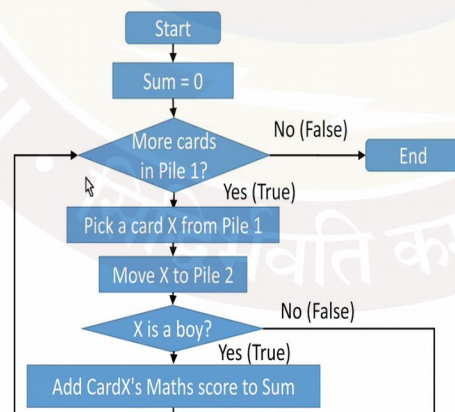 Start
Sum = 0
More cards
in Pile 1?
No (False)
End
Yes (True)
Pick a card X from Pile 1
Move X to Pile 2
X is a boy?
No (False)
Yes (True)
Add CardX's Maths score to Sum